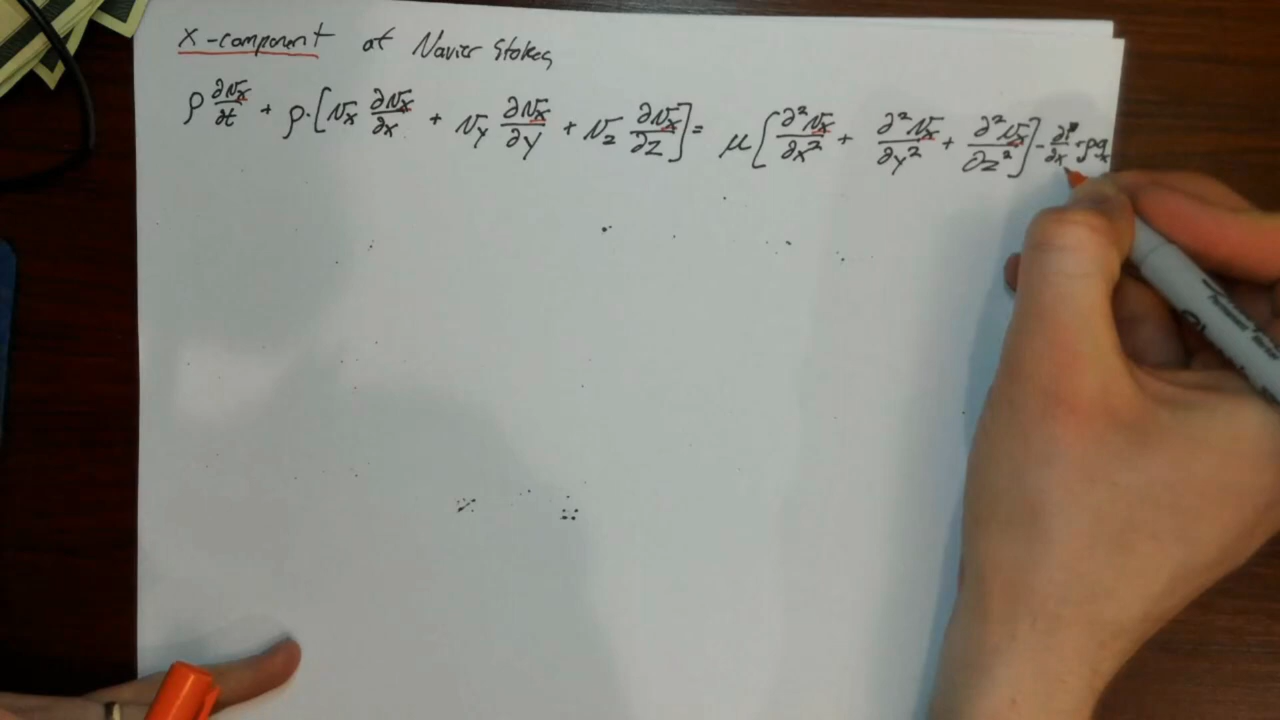 X-component of Navier Stokes
ρ ∂Vx/∂t + ρ·[Vx ∂Vx/∂x + Vy ∂Vx/∂y + Vz ∂Vx/∂z] = μ[∂²Vx/∂x² + ∂²Vx/∂y² + ∂²Vx/∂z²] - ∂P/∂x + ρgx